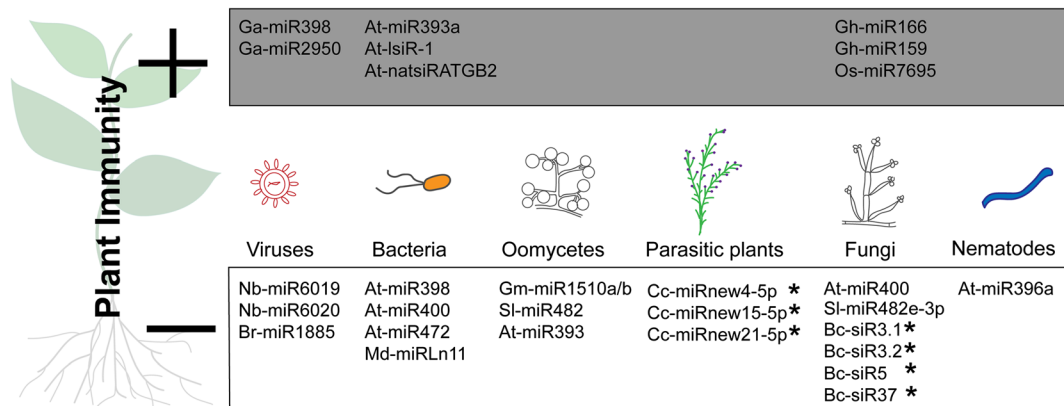 Plant Immunity
Ga-miR398 At-miR393a Gh-miR166
Ga-miR2950 At-lsiR-1 Gh-miR159
At-natsiRATGB2 Os-miR7695
Viruses Bacteria Oomycetes Parasitic plants Fungi Nematodes
Nb-miR6019 At-miR398 Gm-miR1510a/b Cc-miRnew4-5p * At-miR400 At-miR396a
Nb-miR6020 At-miR400 Sl-miR482 Cc-miRnew15-5p * Sl-miR482e-3p
Br-miR1885 At-miR472 At-miR393 Cc-miRnew21-5p * Bc-siR3.1 *
Md-miRLn11 Bc-siR3.2 *
Bc-siR5 *
Bc-siR37 *